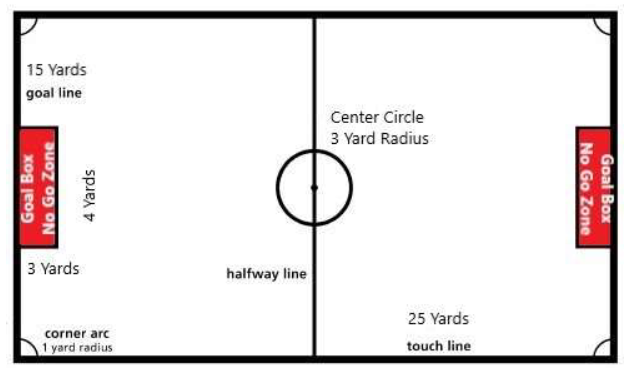 15 Yards
goal line
Center Circle
3 Yard Radius
Goal Box
No Go Zone
4 Yards
Goal Box
No Go Zone
3 Yards
halfway line
25 Yards
touch line
corner arc
1 yard radius